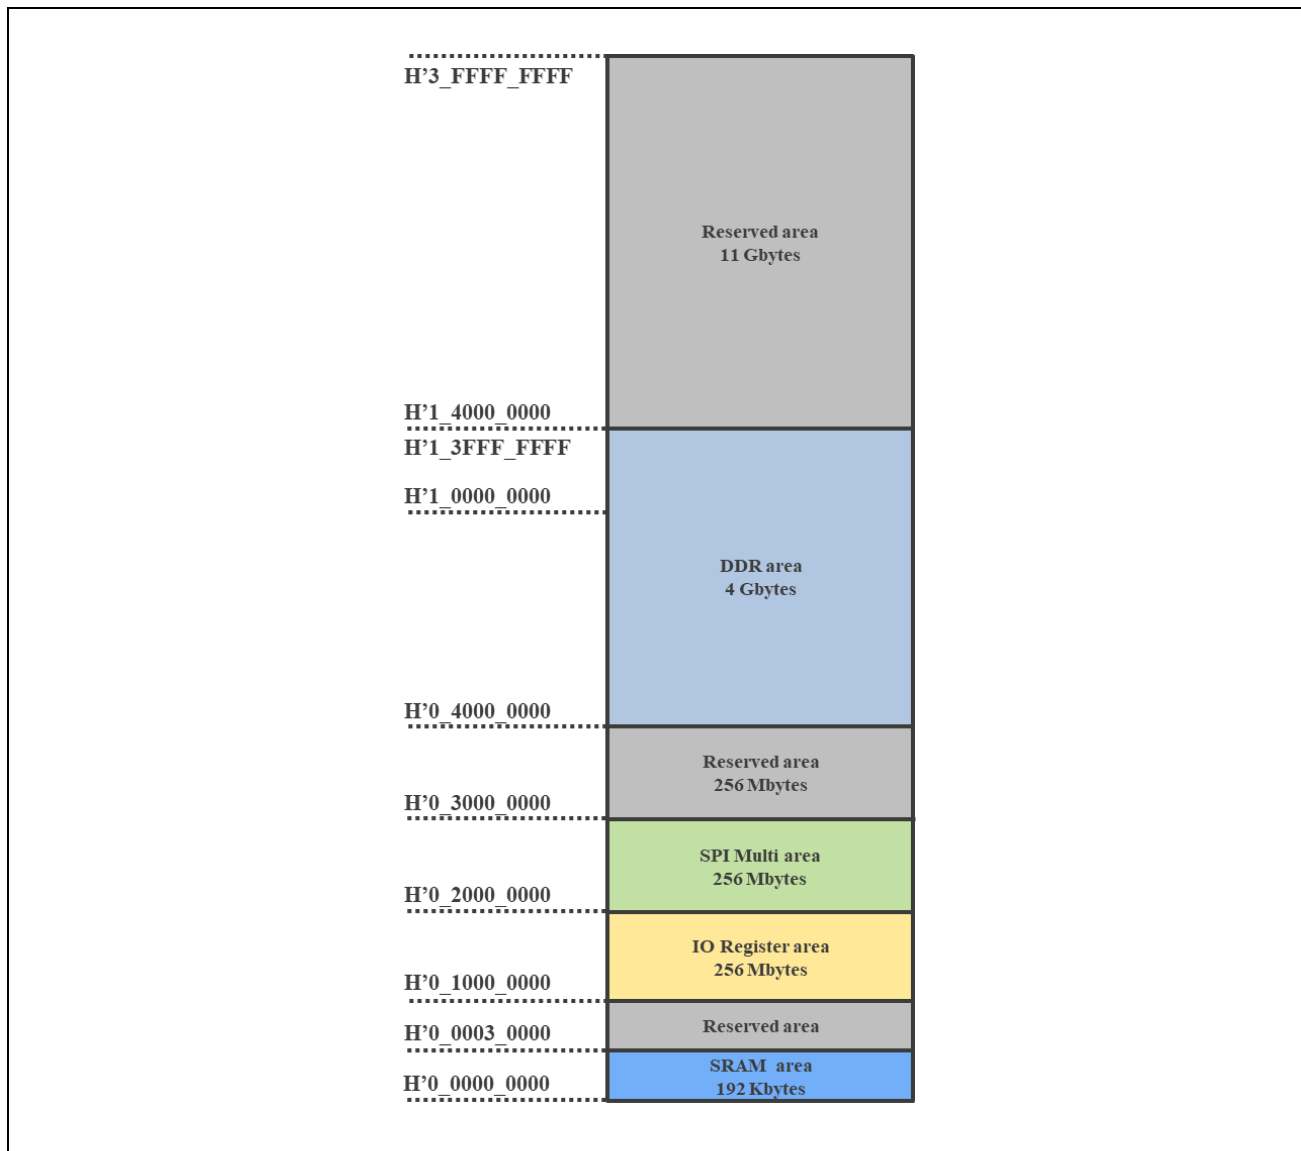 H’3_FFFF_FFFF
Reserved area
11 Gbytes
H’1_4000_0000
H’1_3FFF_FFFF
H’1_0000_0000
DDR area
4 Gbytes
H’0_4000_0000
Reserved area
256 Mbytes
H’0_3000_0000
SPI Multi area
256 Mbytes
H’0_2000_0000
IO Register area
256 Mbytes
H’0_1000_0000
Reserved area
H’0_0003_0000
SRAM area
192 Kbytes
H’0_0000_0000